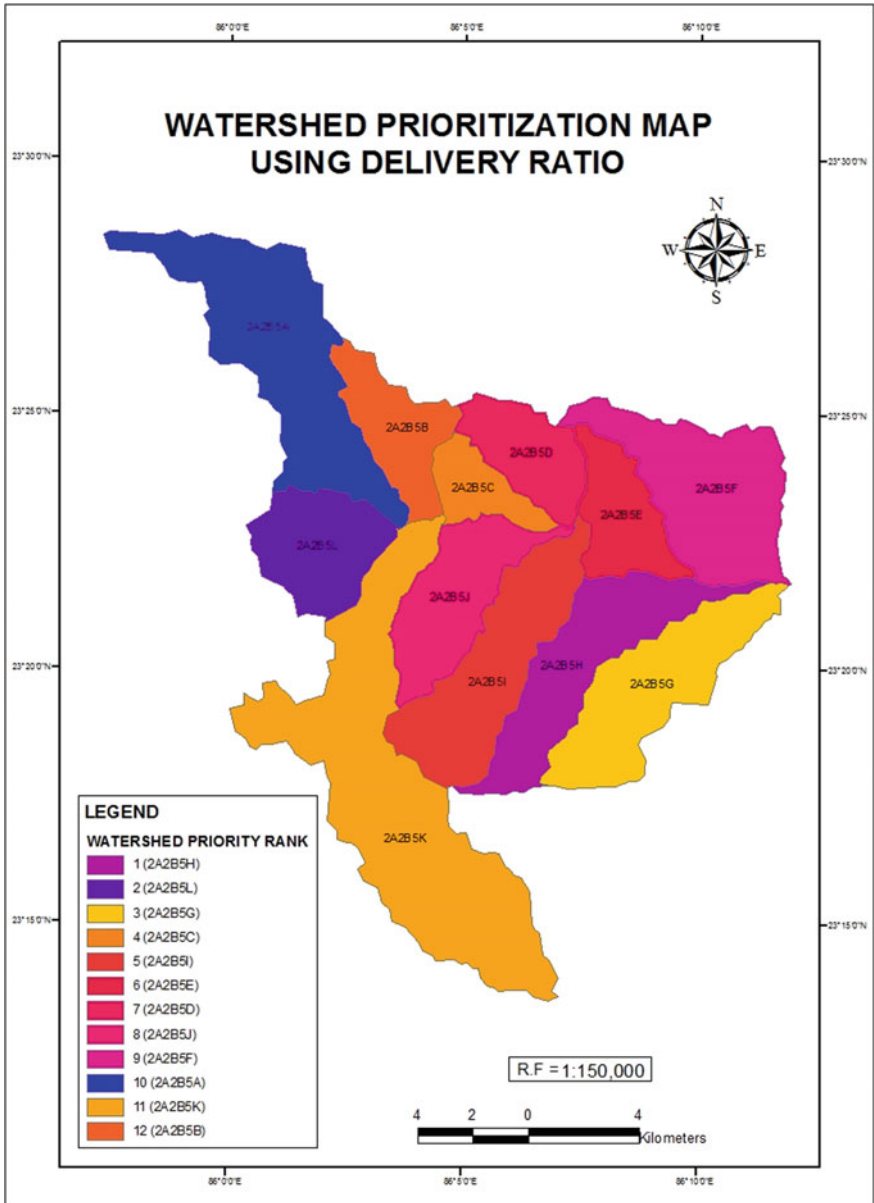 86°0'0"E 86°5'0"E 86°10'0"E
WATERSHED PRIORITIZATION MAP
USING DELIVERY RATIO
23°30'0"N 23°30'0"N
N
W E
S
2A2B5A
23°25'0"N 23°25'0"N
2A2B5B
2A2B5D
2A2B5C
2A2B5F
2A2B5E
2A2B5L
2A2B5J
2A2B5H
23°20'0"N 23°20'0"N
2A2B5I
2A2B5G
2A2B5K
LEGEND
WATERSHED PRIORITY RANK
1 (2A2B5H)
2 (2A2B5L)
3 (2A2B5G)
4 (2A2B5C)
5 (2A2B5I)
6 (2A2B5E)
7 (2A2B5D)
8 (2A2B5J)
9 (2A2B5F)
10 (2A2B5A)
11 (2A2B5K)
12 (2A2B5B)
23°15'0"N 23°15'0"N
R.F = 1:150,000
4 2 0 4
Kilometers
86°0'0"E 86°5'0"E 86°10'0"E